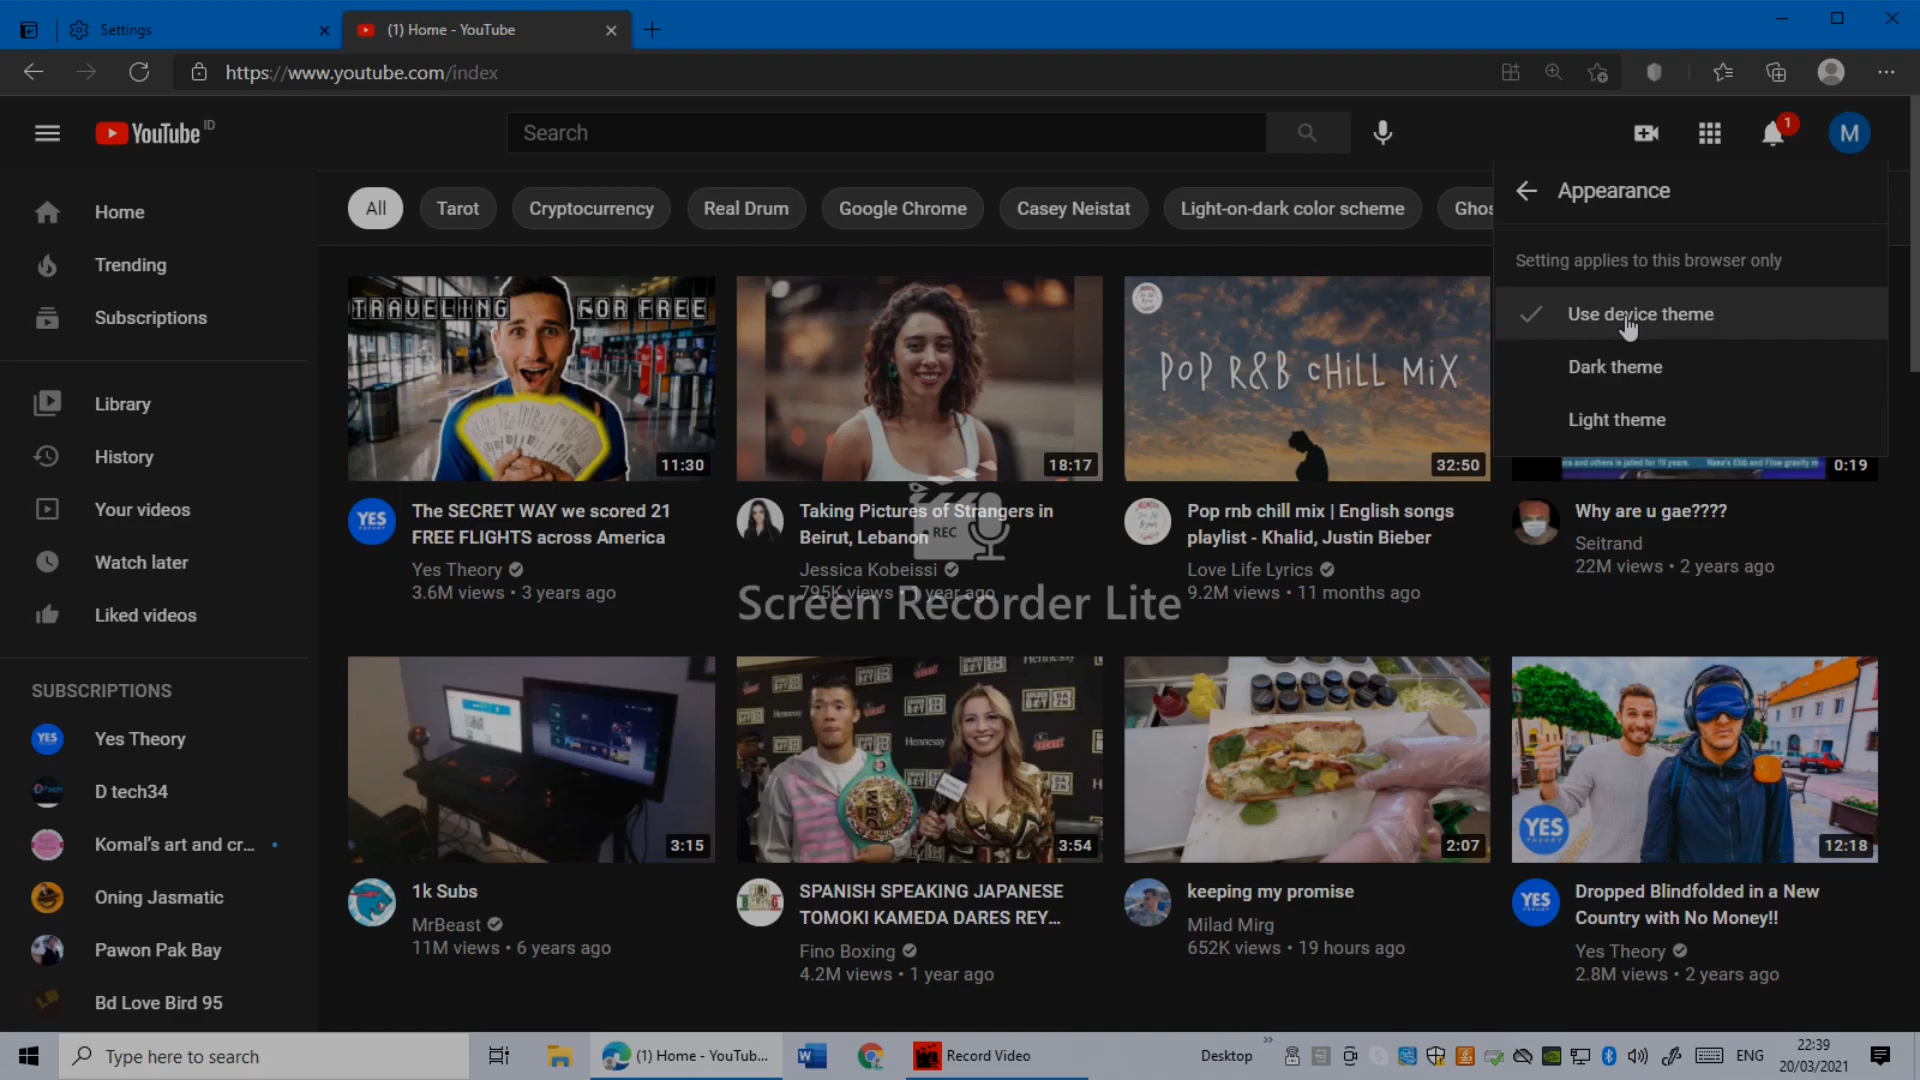 Settings
(1) Home - YouTube
https://www.youtube.com/index
YouTube ID
Search
1
M
Home
Trending
Subscriptions
Library
History
Your videos
Watch later
Liked videos
SUBSCRIPTIONS
Yes Theory
D tech34
Komal's art and cr...
Oning Jasmatic
Pawon Pak Bay
Bd Love Bird 95
All
Tarot
Cryptocurrency
Real Drum
Google Chrome
Casey Neistat
Light-on-dark color scheme
Ghos
Appearance
Setting applies to this browser only
Use device theme
Dark theme
Light theme
TRAVELING FOR FREE
11:30
18:17
POP R&B CHILL MIX
32:50
0:19
YES
The SECRET WAY we scored 21
FREE FLIGHTS across America
Yes Theory
3.6M views • 3 years ago
Taking Pictures of Strangers in
Beirut, Lebanon
Jessica Kobeissi
795K views • 1 year ago
Pop rnb chill mix | English songs
playlist - Khalid, Justin Bieber
Love Life Lyrics
9.2M views • 11 months ago
Why are u gae????
Seitrand
22M views • 2 years ago
REC
Screen Recorder Lite
3:15
Hennessy
WBC
3:54
2:07
YES
12:18
1k Subs
MrBeast
11M views • 6 years ago
SPANISH SPEAKING JAPANESE
TOMOKI KAMEDA DARES REY...
Fino Boxing
4.2M views • 1 year ago
keeping my promise
Milad Mirg
652K views • 19 hours ago
YES
Dropped Blindfolded in a New
Country with No Money!!
Yes Theory
2.8M views • 2 years ago
Type here to search
(1) Home - YouTub...
Record Video
Desktop
ENG
22:39
20/03/2021